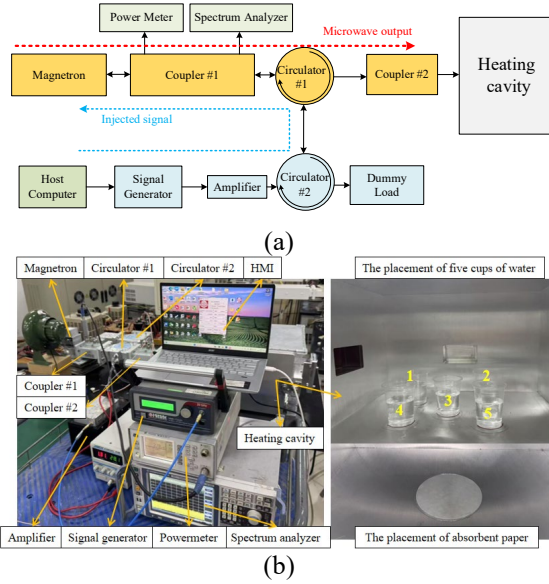 Power Meter
Spectrum Analyzer
Microwave output
Magnetron
Coupler #1
Circulator
#1
Coupler #2
Heating
cavity
Injected signal
Host
Computer
Signal
Generator
Amplifier
Circulator
#2
Dummy
Load
(a)
Magnetron
Circulator #1
Circulator #2
HMI
The placement of five cups of water
Coupler #1
Coupler #2
Heating cavity
1
2
3
4
5
Amplifier
Signal generator
Powermeter
Spectrum analyzer
The placement of absorbent paper
(b)